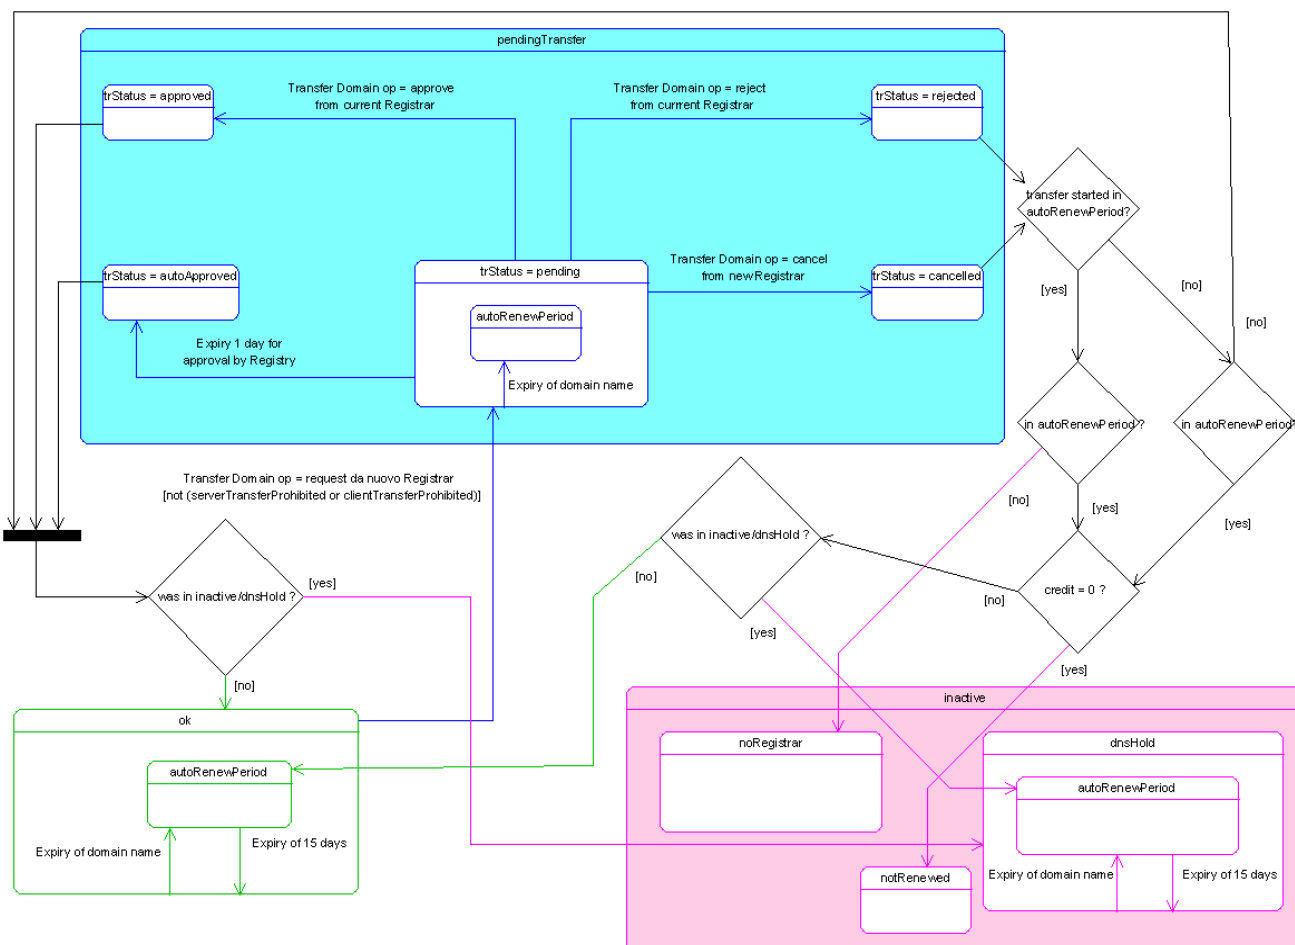 pendingTransfer
trStatus = approved
Transfer Domain op = approve
from current Registrar
Transfer Domain op = reject
from currrent Registrar
trStatus = rejected
transfer started in
autoRenewPeriod?
trStatus = autoApproved
trStatus = pending
Transfer Domain op = cancel
from new Registrar
trStatus = cancelled
[yes]
[no]
[no]
autoRenewPeriod
Expiry 1 day for
approval by Registry
Expiry of domain name
in autoRenewPeriod ?
in autoRenewPeriod?
Transfer Domain op = request da nuovo Registrar
[not (serverTransferProhibited or clientTransferProhibited)]
[no]
[yes]
[yes]
was in inactive/dnsHold ?
was in inactive/dnsHold ?
[yes]
[no]
credit = 0 ?
[no]
[yes]
[yes]
[no]
ok
autoRenewPeriod
Expiry of domain name
Expiry of 15 days
inactive
noRegistrar
dnsHold
autoRenewPeriod
notRenewed
Expiry of domain name
Expiry of 15 days